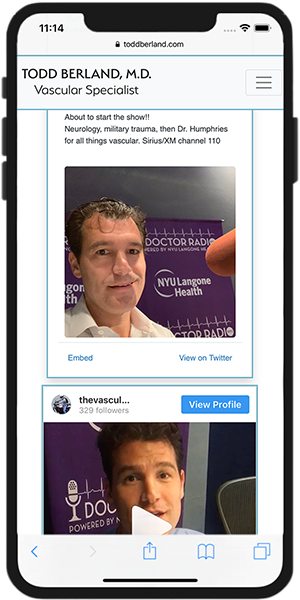 11:14
toddberland.com
TODD BERLAND, M.D.
Vascular Specialist
About to start the show!!
Neurology, military trauma, then Dr. Humphries
for all things vascular. Sirius/XM channel 110
DOCTOR RADIO
POWERED BY NYU LANGONE HEALTH
NYU Langone
Health
Langone
Health
DOCTOR RADIO
Embed
View on Twitter
thevascul...
329 followers
View Profile
DOC
POWERED BY N